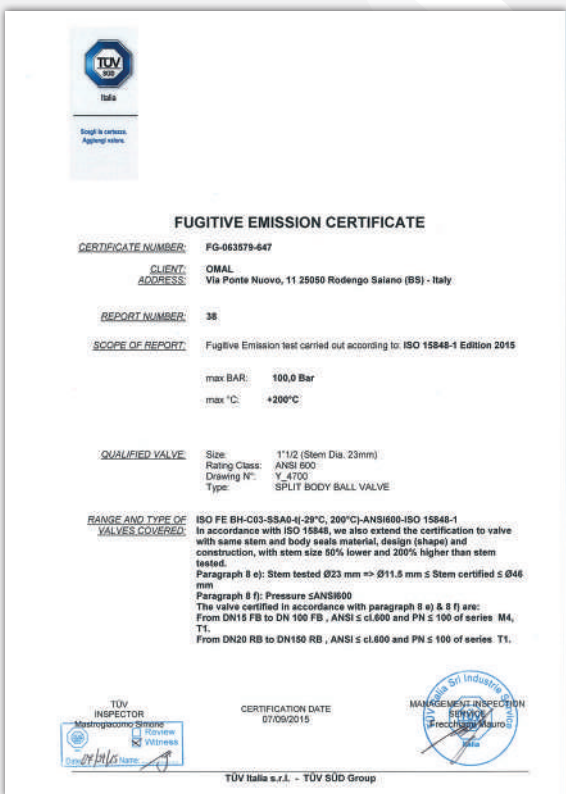 TÜV
SÜD
Italia
Scegli la certezza.
Aggiungi valore.
FUGITIVE EMISSION CERTIFICATE
CERTIFICATE NUMBER: FG-063579-647
CLIENT: OMAL
ADDRESS: Via Ponte Nuovo, 11 25050 Rodengo Saiano (BS) - Italy
REPORT NUMBER: 38
SCOPE OF REPORT: Fugitive Emission test carried out according to: ISO 15848-1 Edition 2015
max BAR: 100,0 Bar
max °C: +200°C
QUALIFIED VALVE: Size: 1"1/2 (Stem Dia. 23mm)
Rating Class: ANSI 600
Drawing N°: Y_4700
Type: SPLIT BODY BALL VALVE
RANGE AND TYPE OF VALVES COVERED: ISO FE BH-C03-SSA0-t(-29°C, 200°C)-ANSI600-ISO 15848-1
In accordance with ISO 15848, we also extend the certification to valve
with same stem and body seals material, design (shape) and
construction, with stem size 50% lower and 200% higher than stem
tested.
Paragraph 8 e): Stem tested Ø23 mm => Ø11.5 mm ≤ Stem certified ≤ Ø46
mm
Paragraph 8 f): Pressure ≤ANSI600
The valve certified in accordance with paragraph 8 e) & 8 f) are:
From DN15 FB to DN 100 FB , ANSI ≤ cl.600 and PN ≤ 100 of series M4,
T1.
From DN20 RB to DN150 RB , ANSI ≤ cl.600 and PN ≤ 100 of series T1.
TÜV
INSPECTOR
Mastrogiacomo Simone
Review
Witness
Date Name
CERTIFICATION DATE
07/09/2015
MANAGEMENT INSPECTION
SERVICE
Frecchiami Mauro
TÜV Italia Srl Industrie Service
TÜV
Italia
TÜV Italia s.r.l. - TÜV SÜD Group